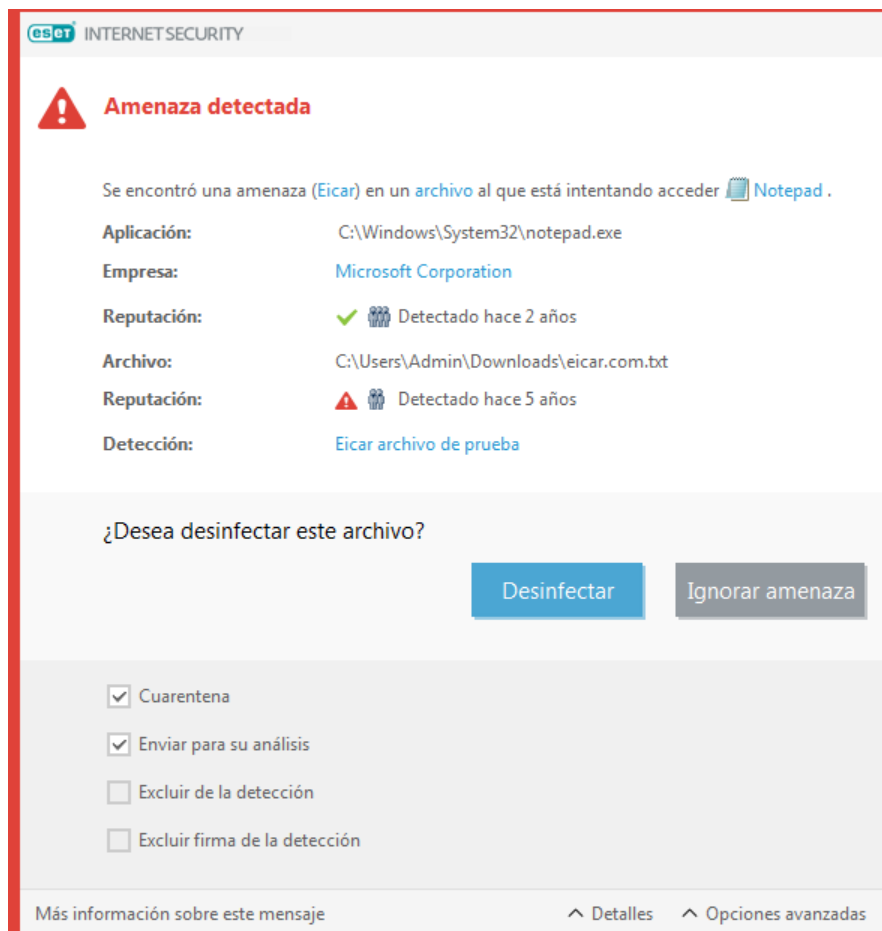 eset INTERNET SECURITY
Amenaza detectada
Se encontró una amenaza (Eicar) en un archivo al que está intentando acceder Notepad .
Aplicación: C:\Windows\System32\notepad.exe
Empresa: Microsoft Corporation
Reputación: Detectado hace 2 años
Archivo: C:\Users\Admin\Downloads\eicar.com.txt
Reputación: Detectado hace 5 años
Detección: Eicar archivo de prueba
¿Desea desinfectar este archivo?
Desinfectar Ignorar amenaza
Cuarentena
Enviar para su análisis
Excluir de la detección
Excluir firma de la detección
Más información sobre este mensaje Detalles Opciones avanzadas